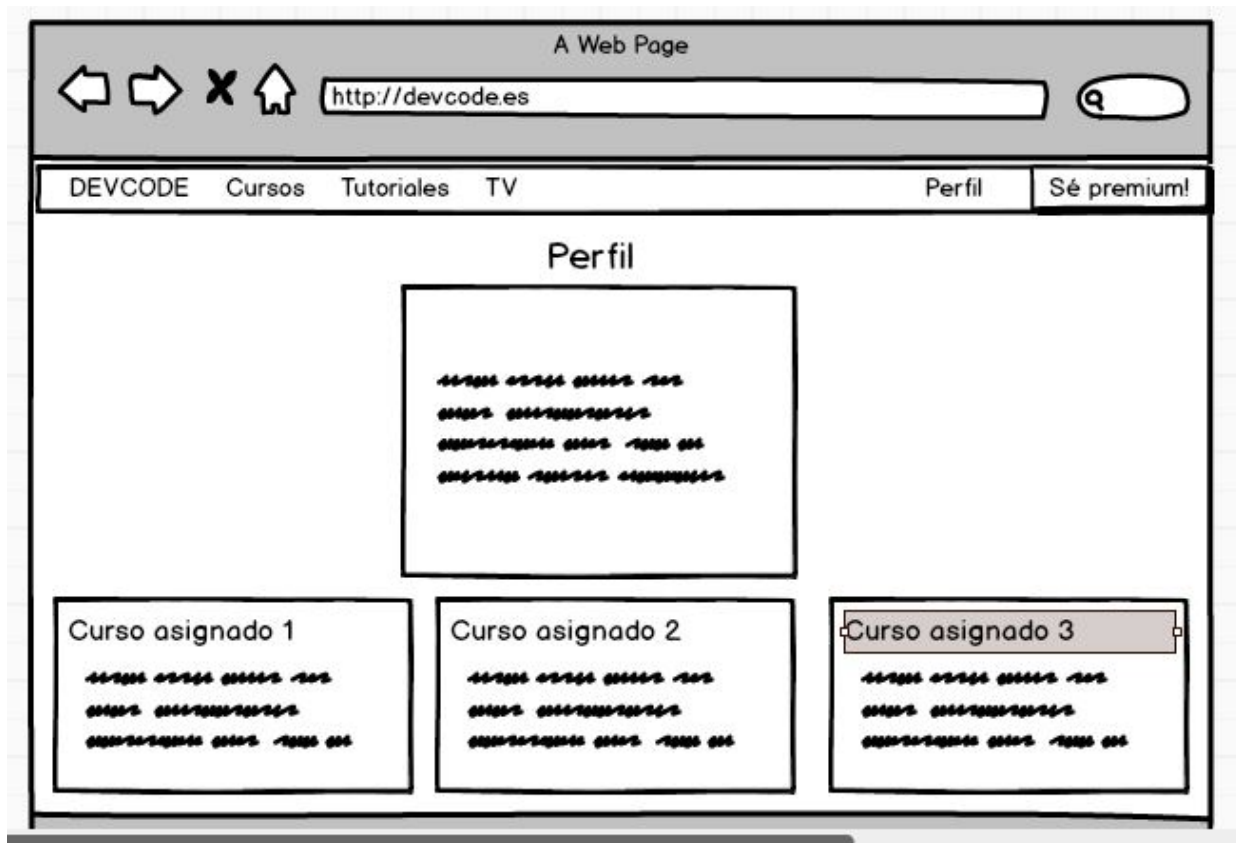 A Web Page
http://devcode.es
DEVCODE Cursos Tutoriales TV Perfil Sé premium!
Perfil
Curso asignado 1 Curso asignado 2 Curso asignado 3